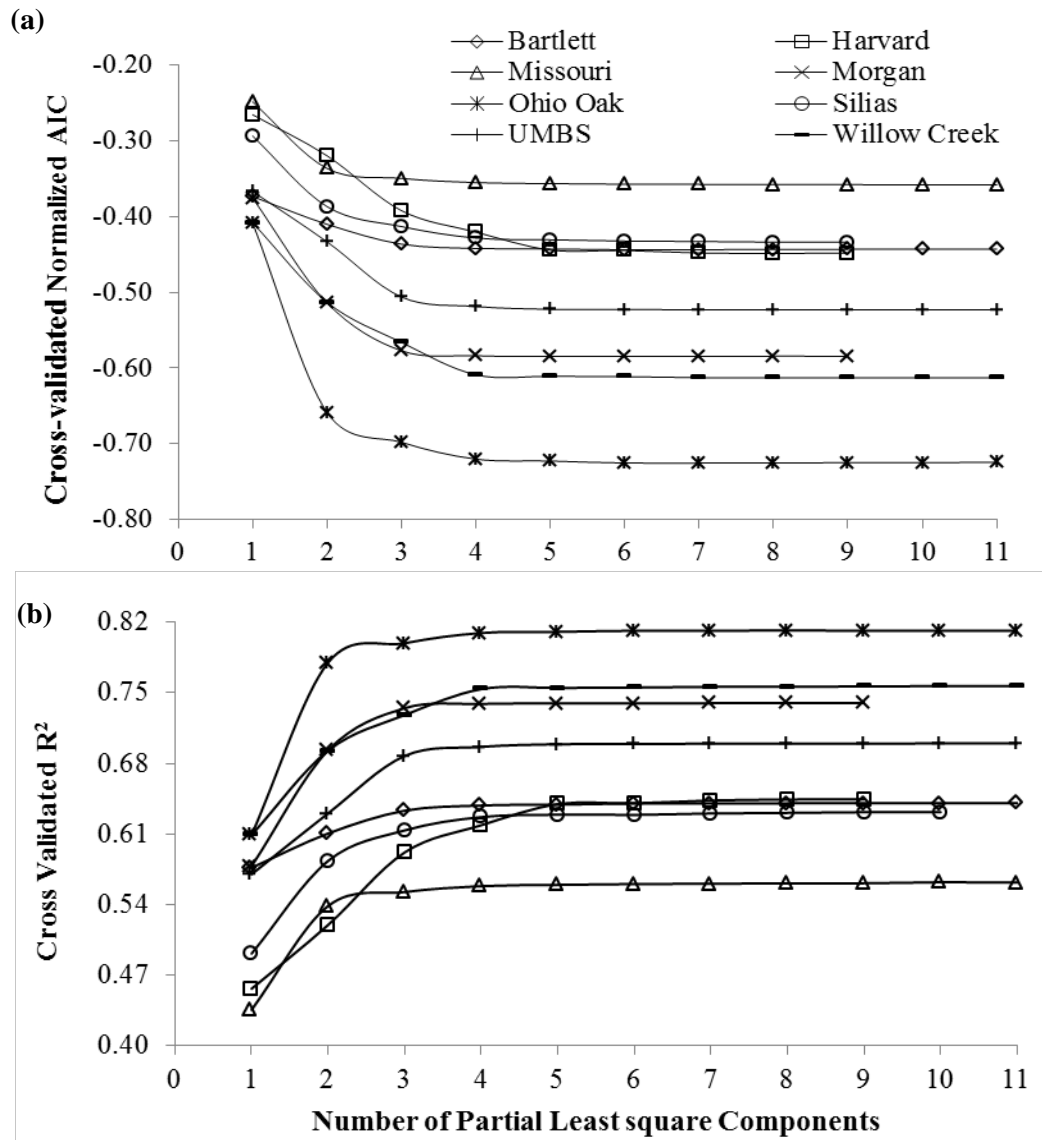 (a)
Bartlett Harvard
Missouri Morgan
Ohio Oak Silias
UMBS Willow Creek
Cross-validated Normalized AIC
-0.20
-0.30
-0.40
-0.50
-0.60
-0.70
-0.80
0 1 2 3 4 5 6 7 8 9 10 11
(b)
Cross Validated R²
0.82
0.75
0.68
0.61
0.54
0.47
0.40
0 1 2 3 4 5 6 7 8 9 10 11
Number of Partial Least square Components